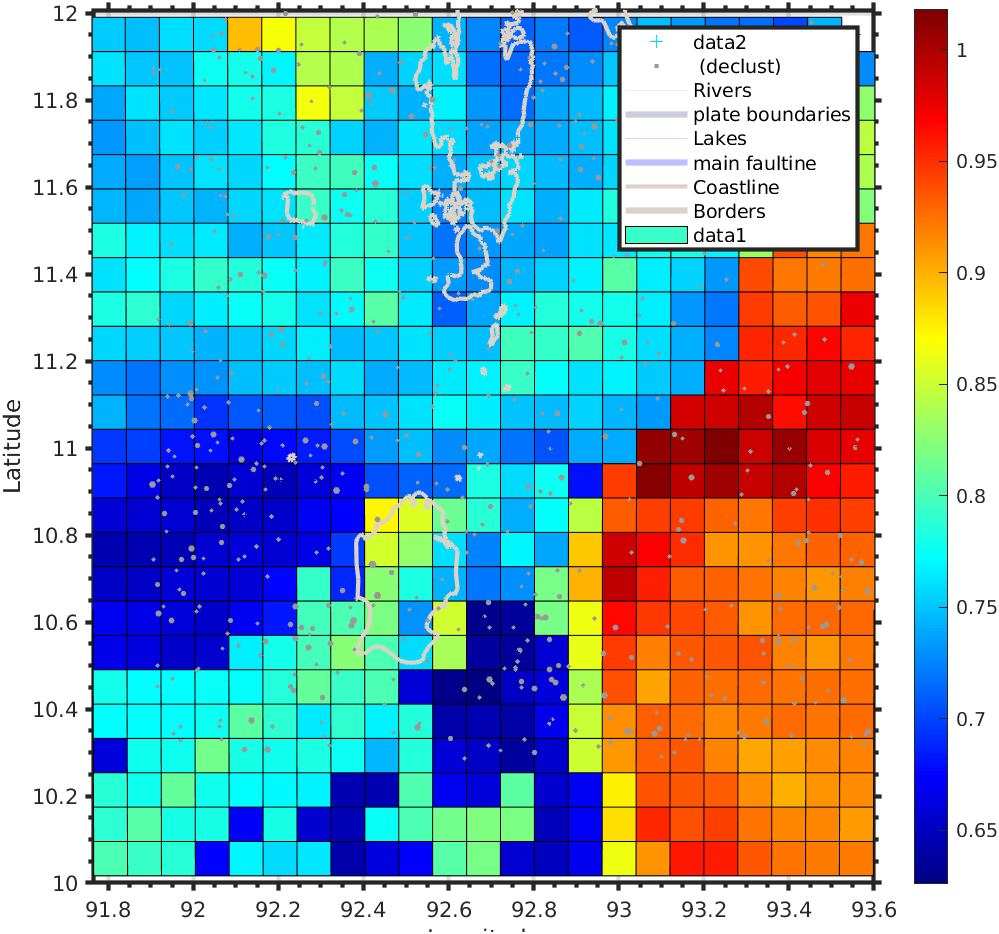 12
11.8
11.6
11.4
11.2
11
10.8
10.6
10.4
10.2
10
Latitude
91.8 92 92.2 92.4 92.6 92.8 93 93.2 93.4 93.6
data2
(declust)
Rivers
plate boundaries
Lakes
main faultine
Coastline
Borders
data1
1
0.95
0.9
0.85
0.8
0.75
0.7
0.65